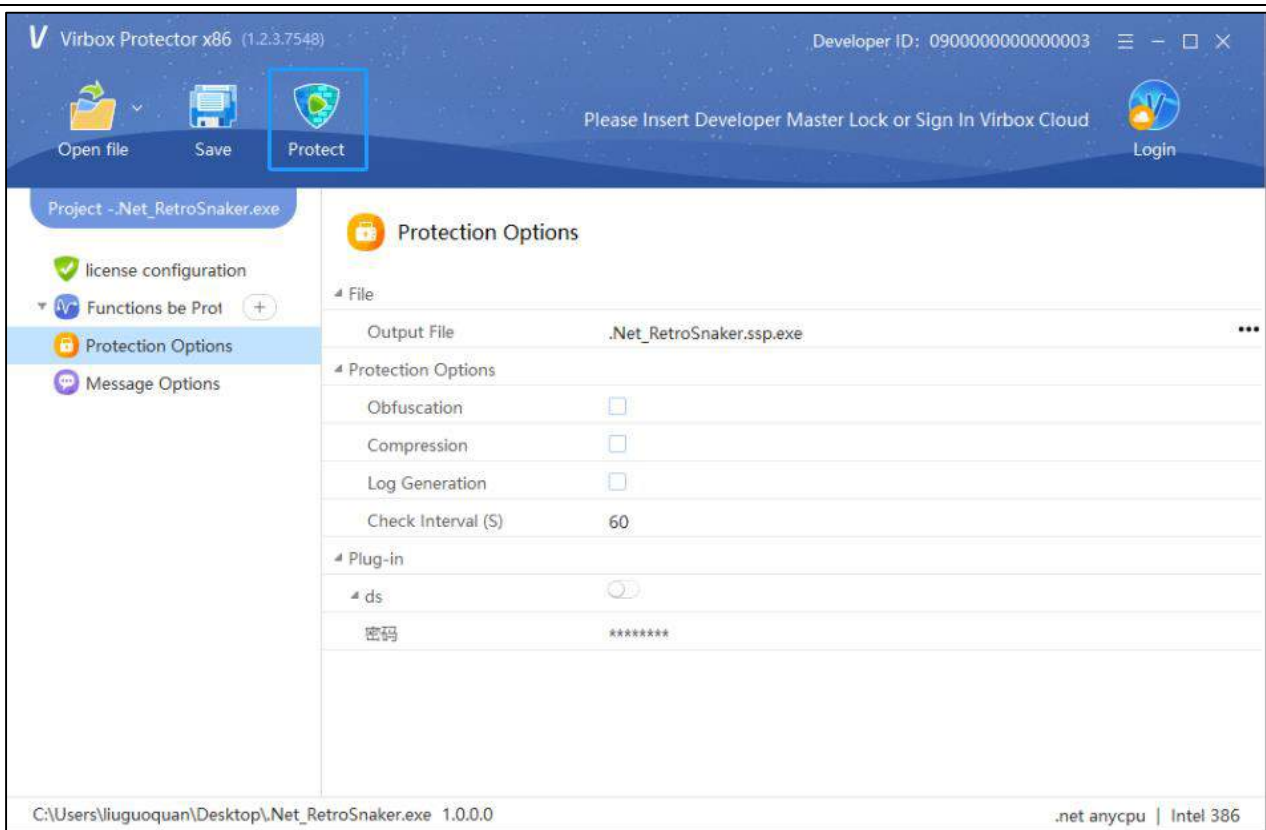 V Virbox Protector x86 (1.2.3.7548) Developer ID: 0900000000000003
Please Insert Developer Master Lock or Sign In Virbox Cloud
Open file Save Protect Login
Project -.Net_RetroSnaker.exe
license configuration
Functions be Prot +
Protection Options
Message Options
Protection Options
File
Output File .Net_RetroSnaker.ssp.exe •••
Protection Options
Obfuscation
Compression
Log Generation
Check Interval (S) 60
Plug-in
ds
密码 ********
C:\Users\liuguoquan\Desktop\.Net_RetroSnaker.exe 1.0.0.0 .net anycpu | Intel 386